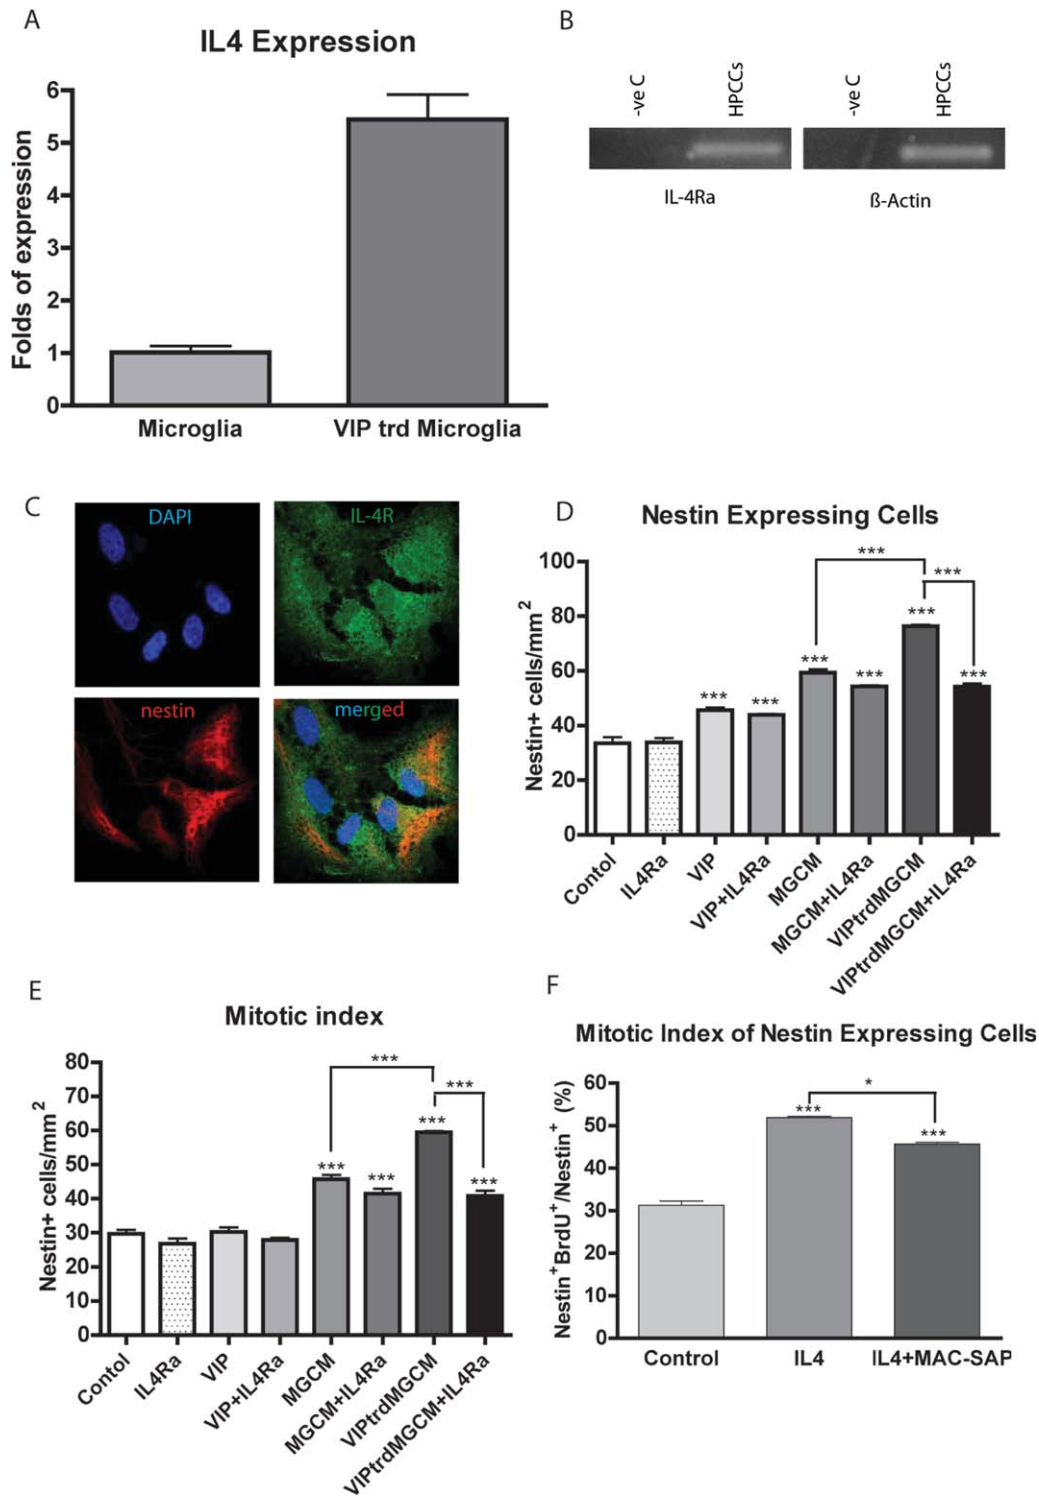 A
IL4 Expression
Folds of expression
6
5
4
3
2
1
0
Microglia
VIP trd Microglia
B
-ve C
HPCCs
-ve C
HPCCs
IL-4Ra
ß-Actin
C
DAPI
IL-4R
nestin
merged
D
Nestin Expressing Cells
Nestin+ cells/mm²
100
80
60
40
20
0
***
***
***
***
***
***
***
***
Contol
IL4Ra
VIP
VIP+IL4Ra
MGCM
MGCM+IL4Ra
VIPtrdMGCM
VIPtrdMGCM+IL4Ra
E
Mitotic index
Nestin+ cells/mm²
80
70
60
50
40
30
20
10
0
***
***
***
***
***
***
Contol
IL4Ra
VIP
VIP+IL4Ra
MGCM
MGCM+IL4Ra
VIPtrdMGCM
VIPtrdMGCM+IL4Ra
F
Mitotic Index of Nestin Expressing Cells
Nestin⁺BrdU⁺/Nestin⁺ (%)
60
50
40
30
20
10
0
*
***
***
Control
IL4
IL4+MAC-SAP